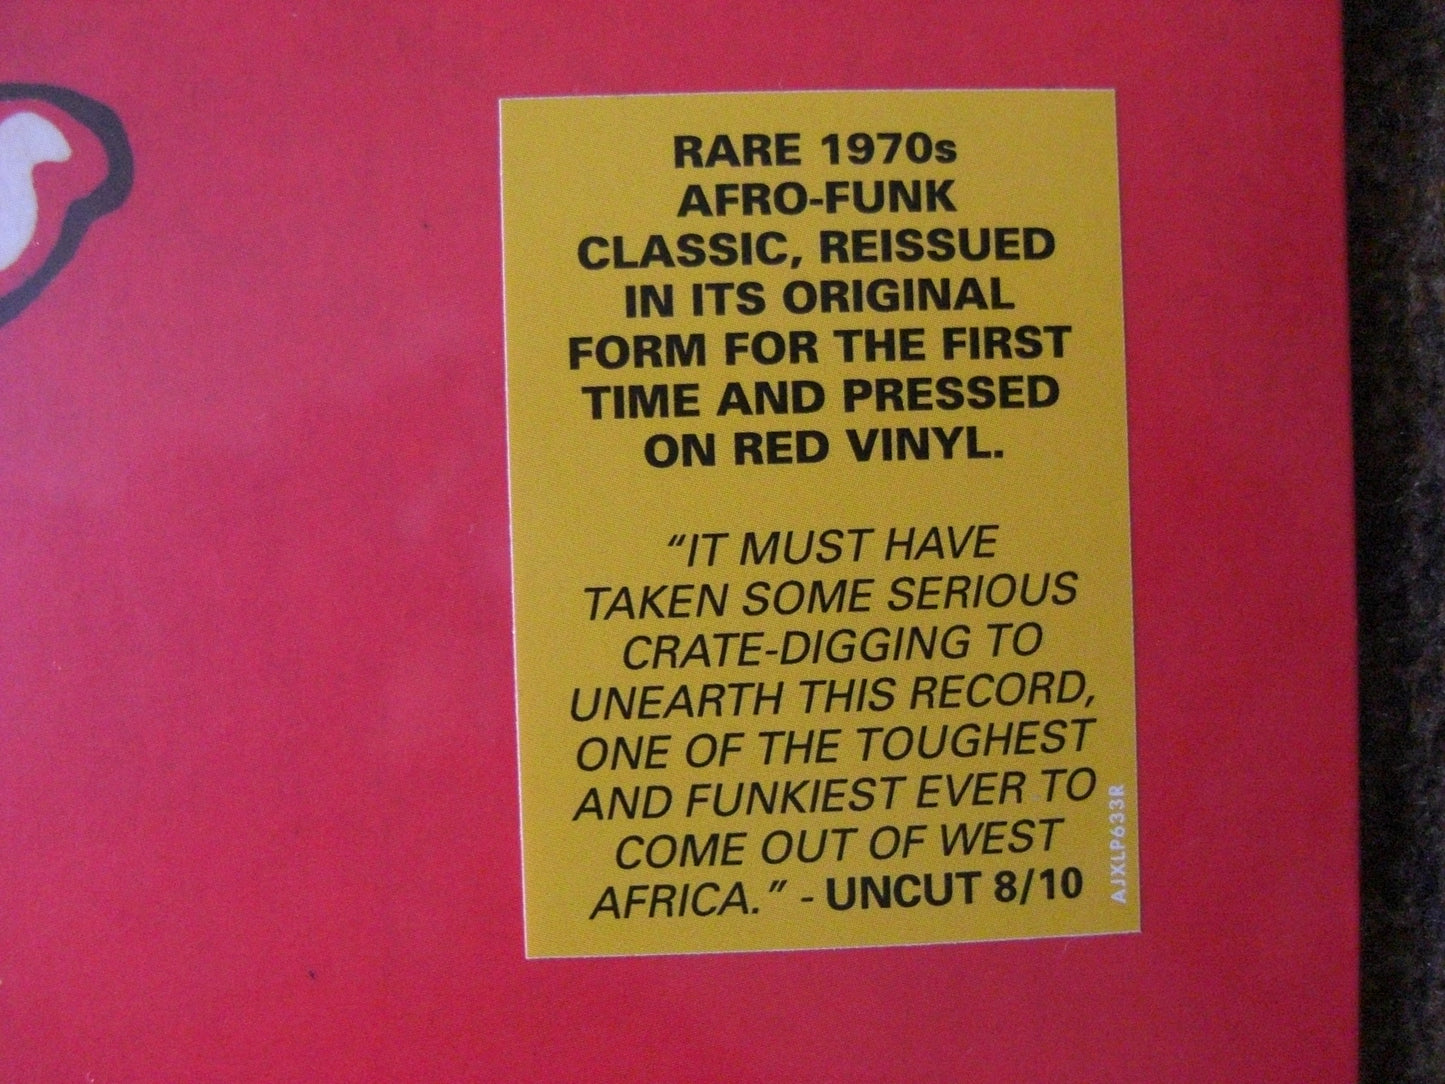 RARE 1970s
AFRO-FUNK
CLASSIC, REISSUED
IN ITS ORIGINAL
FORM FOR THE FIRST
TIME AND PRESSED
ON RED VINYL.
“IT MUST HAVE
TAKEN SOME SERIOUS
CRATE-DIGGING TO
UNEARTH THIS RECORD,
ONE OF THE TOUGHEST
AND FUNKIEST EVER TO
COME OUT OF WEST
AFRICA.” - UNCUT 8/10
AJXLP633R